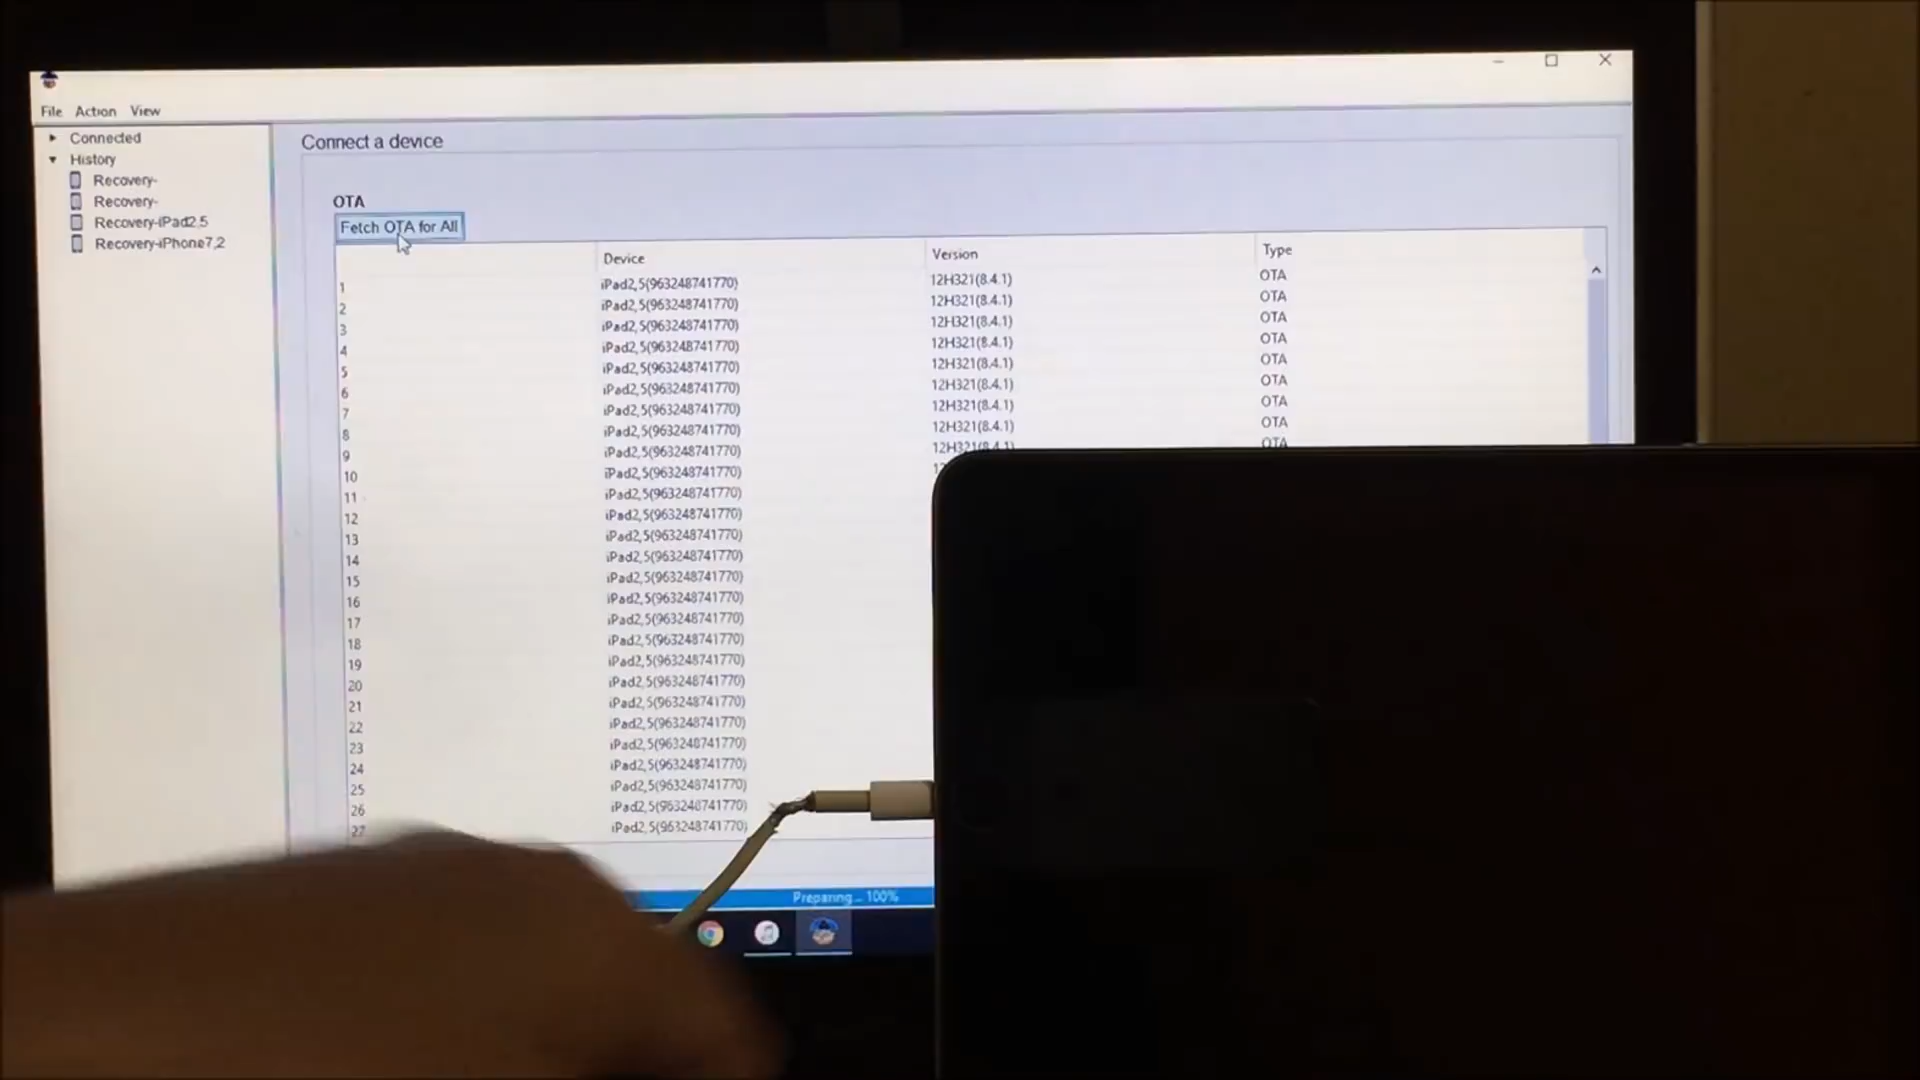 File Action View
Connected
History
Recovery-
Recovery-
Recovery-iPad2,5
Recovery-iPhone7,2
Connect a device
OTA
Fetch OTA for All
Device Version Type
1 iPad2,5(963248741770) 12H321(8.4.1) OTA
2 iPad2,5(963248741770) 12H321(8.4.1) OTA
3 iPad2,5(963248741770) 12H321(8.4.1) OTA
4 iPad2,5(963248741770) 12H321(8.4.1) OTA
5 iPad2,5(963248741770) 12H321(8.4.1) OTA
6 iPad2,5(963248741770) 12H321(8.4.1) OTA
7 iPad2,5(963248741770) 12H321(8.4.1) OTA
8 iPad2,5(963248741770) 12H321(8.4.1) OTA
9 iPad2,5(963248741770) 12H321(8.4.1) OTA
10 iPad2,5(963248741770)
11 iPad2,5(963248741770)
12 iPad2,5(963248741770)
13 iPad2,5(963248741770)
14 iPad2,5(963248741770)
15 iPad2,5(963248741770)
16 iPad2,5(963248741770)
17 iPad2,5(963248741770)
18 iPad2,5(963248741770)
19 iPad2,5(963248741770)
20 iPad2,5(963248741770)
21 iPad2,5(963248741770)
22 iPad2,5(963248741770)
23 iPad2,5(963248741770)
24 iPad2,5(963248741770)
25 iPad2,5(963248741770)
26 iPad2,5(963248741770)
27 iPad2,5(963248741770)
Preparing... 100%